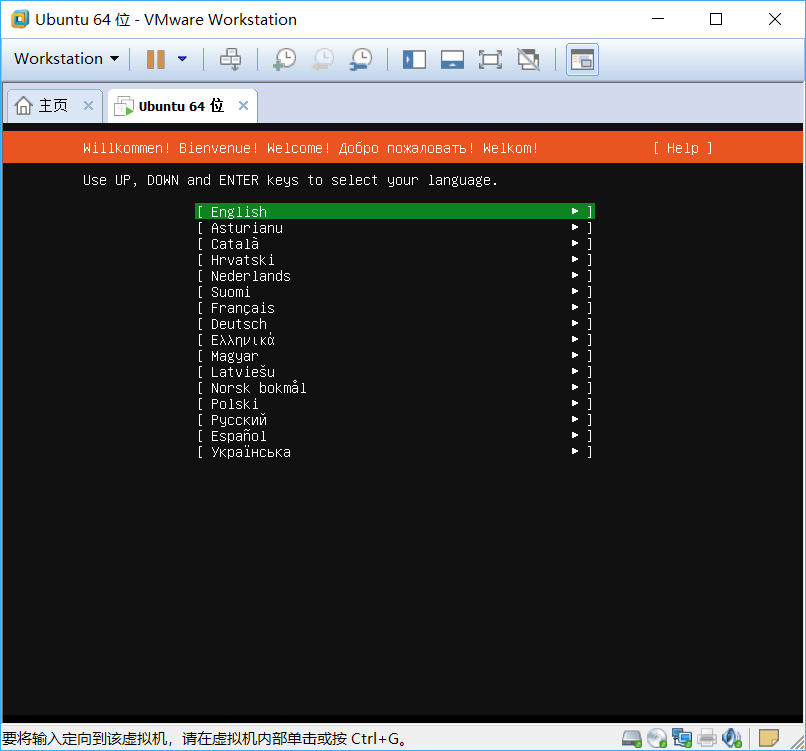 Ubuntu 64 位 - VMware Workstation
Workstation
主页
Ubuntu 64 位
Willkommen! Bienvenue! Welcome! Добро пожаловать! Welkom! [ Help ]
Use UP, DOWN and ENTER keys to select your language.
[ English ► ]
[ Asturianu ► ]
[ Català ► ]
[ Hrvatski ► ]
[ Nederlands ► ]
[ Suomi ► ]
[ Français ► ]
[ Deutsch ► ]
[ Ελληνικά ► ]
[ Magyar ► ]
[ Latviešu ► ]
[ Norsk bokmål ► ]
[ Polski ► ]
[ Русский ► ]
[ Español ► ]
[ Українська ► ]
要将输入定向到该虚拟机，请在虚拟机内部单击或按 Ctrl+G。